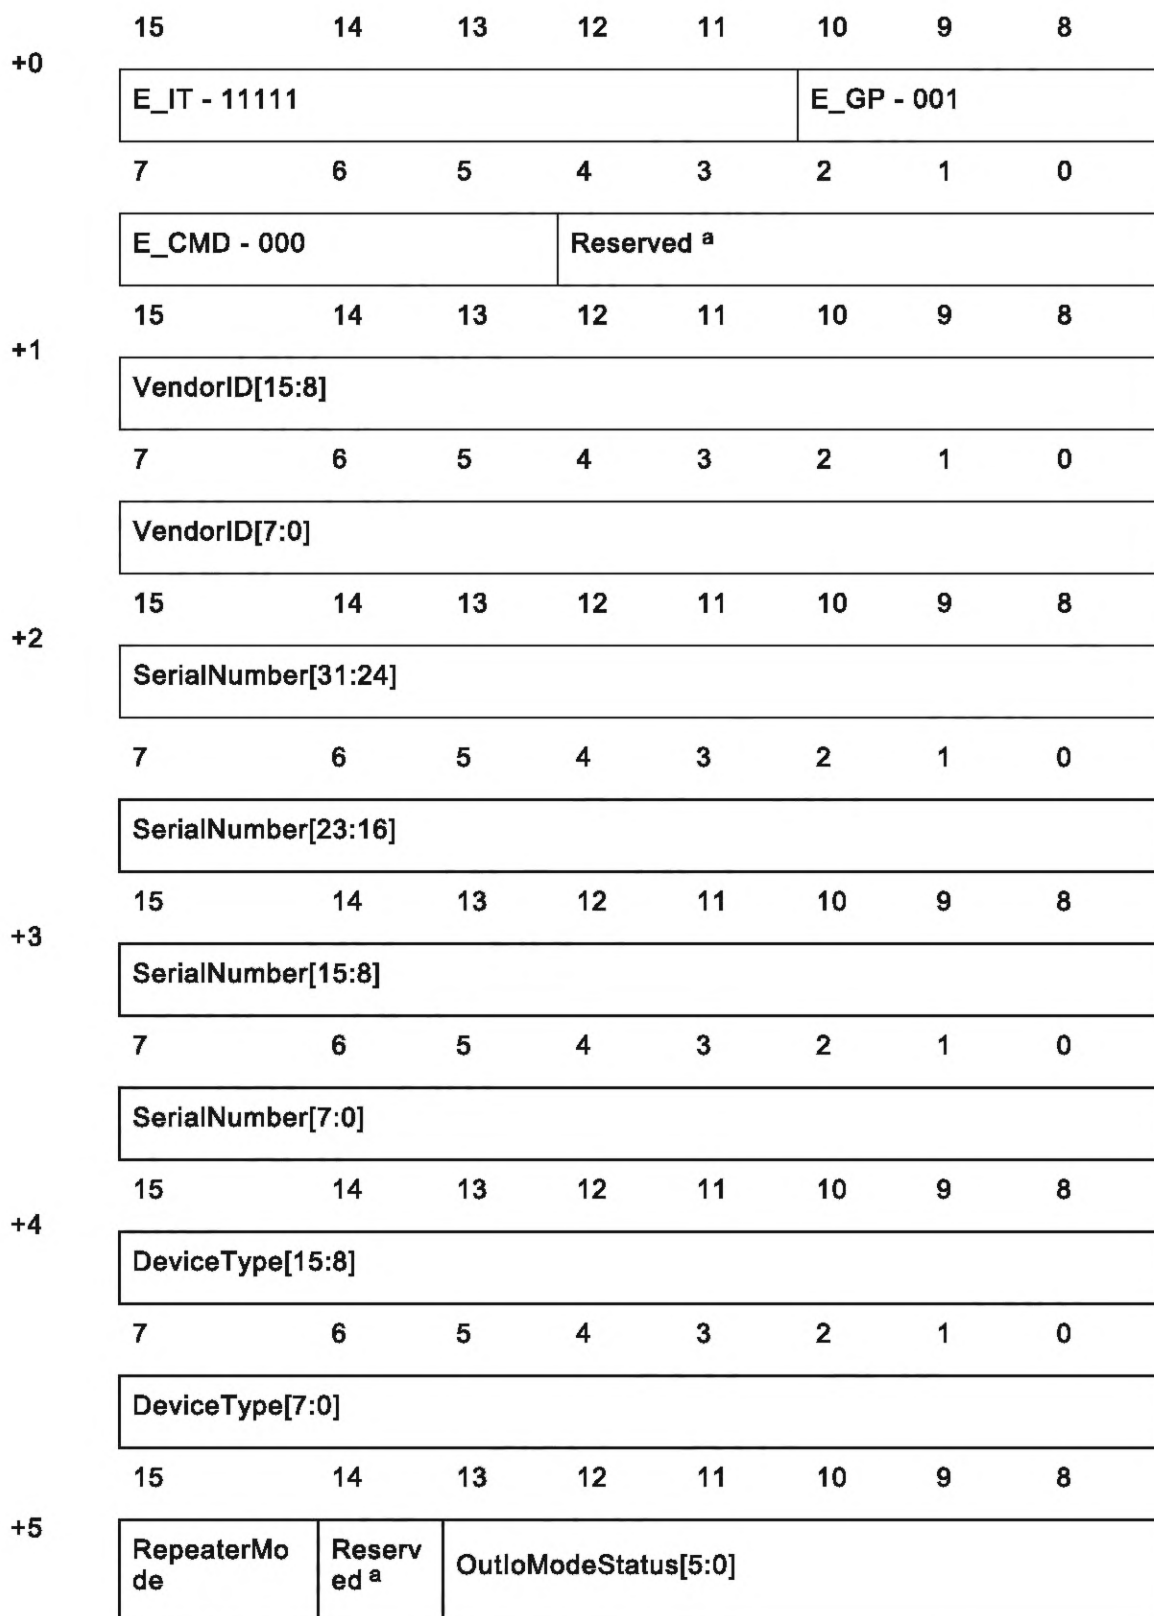 15 14 13 12 11 10 9 8
+0
E_IT - 11111 E_GP - 001
7 6 5 4 3 2 1 0
E_CMD - 000 Reserved a
15 14 13 12 11 10 9 8
+1
VendorID[15:8]
7 6 5 4 3 2 1 0
VendorID[7:0]
15 14 13 12 11 10 9 8
+2
SerialNumber[31:24]
7 6 5 4 3 2 1 0
SerialNumber[23:16]
15 14 13 12 11 10 9 8
+3
SerialNumber[15:8]
7 6 5 4 3 2 1 0
SerialNumber[7:0]
15 14 13 12 11 10 9 8
+4
DeviceType[15:8]
7 6 5 4 3 2 1 0
DeviceType[7:0]
15 14 13 12 11 10 9 8
+5
RepeaterMo
de
Reserv
ed a
OutIoModeStatus[5:0]